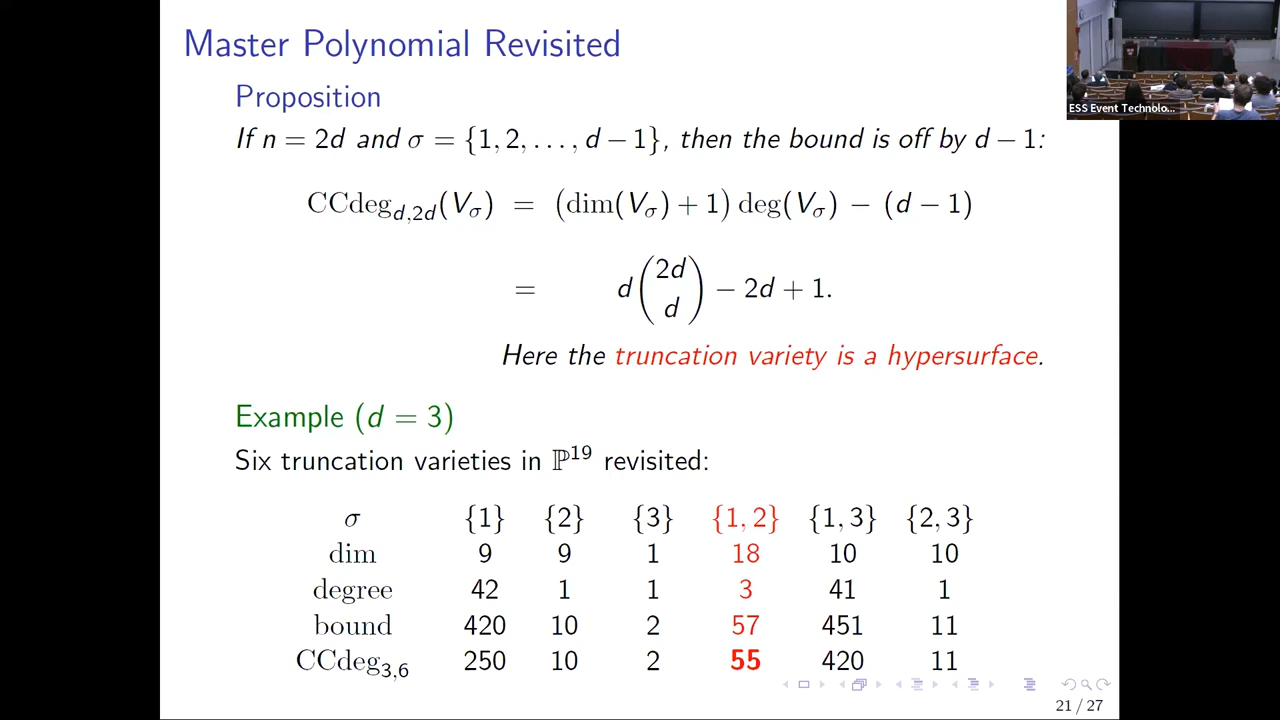 Master Polynomial Revisited
Proposition
If n = 2d and σ = {1, 2, . . . , d − 1}, then the bound is off by d − 1:
CCdeg_{d,2d}(V_σ) = (dim(V_σ) + 1) deg(V_σ) − (d − 1)
= d \binom{2d}{d} − 2d + 1.
Here the truncation variety is a hypersurface.
Example (d = 3)
Six truncation varieties in ℙ^{19} revisited:
σ {1} {2} {3} {1, 2} {1, 3} {2, 3}
dim 9 9 1 18 10 10
degree 42 1 1 3 41 1
bound 420 10 2 57 451 11
CCdeg_{3,6} 250 10 2 55 420 11
21 / 27
ESS Event Technolo...